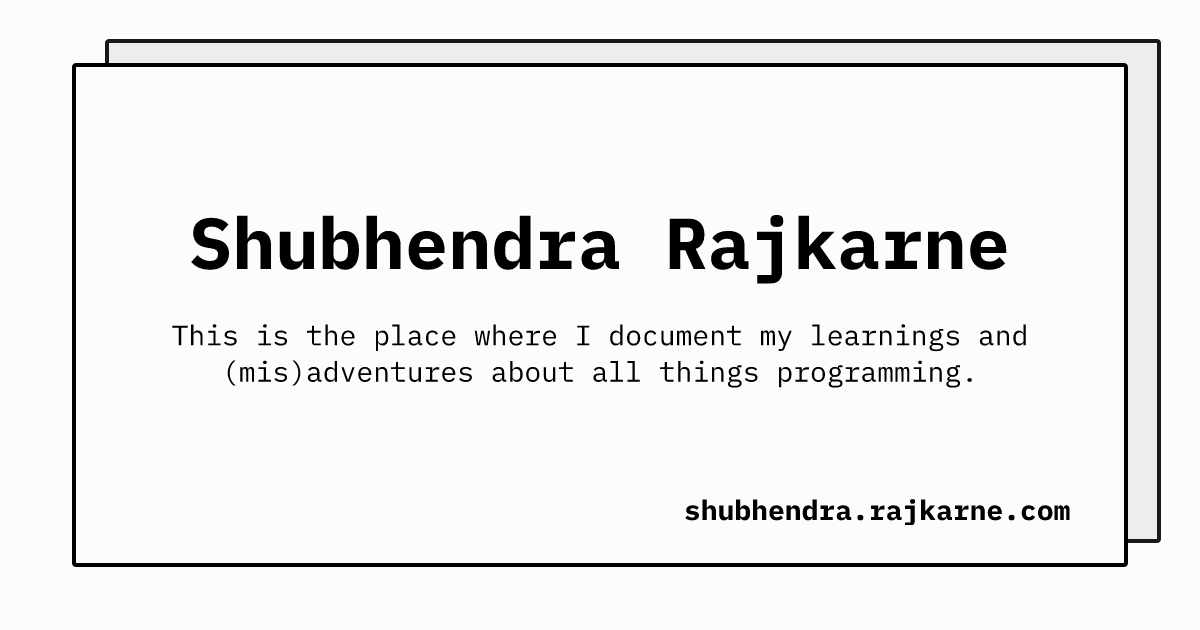 Shubhendra Rajkarne
This is the place where I document my learnings and
(mis)adventures about all things programming.
shubhendra.rajkarne.com